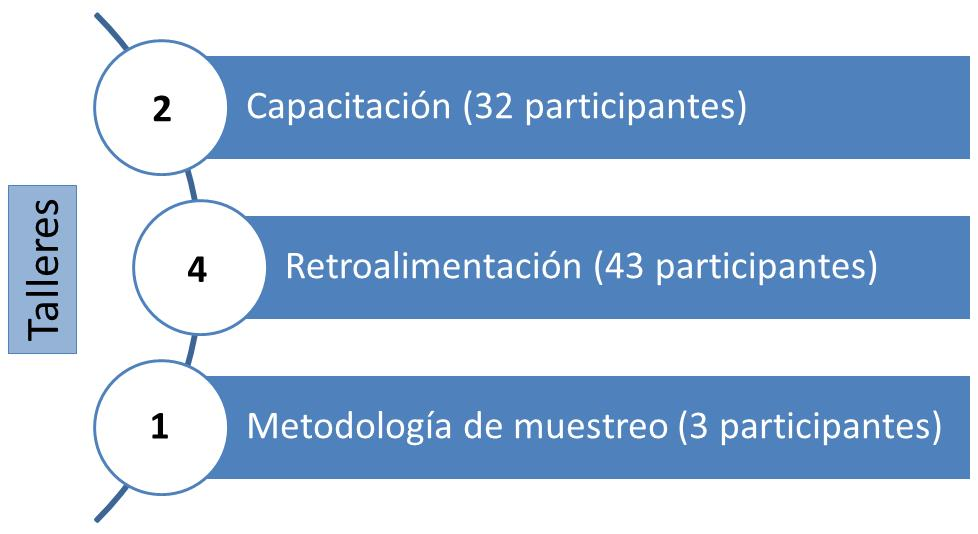 Talleres
2
Capacitación (32 participantes)
4
Retroalimentación (43 participantes)
1
Metodología de muestreo (3 participantes)